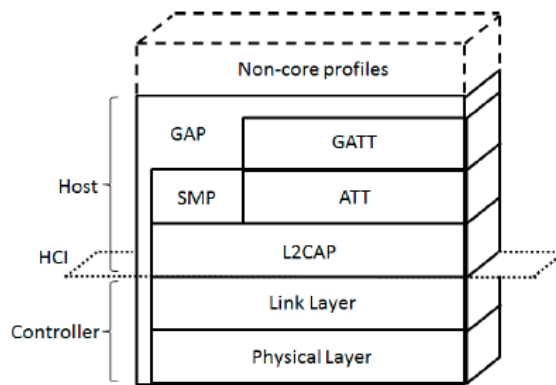 Non-core profiles
GAP
GATT
Host
SMP
ATT
HCI
L2CAP
Link Layer
Controller
Physical Layer